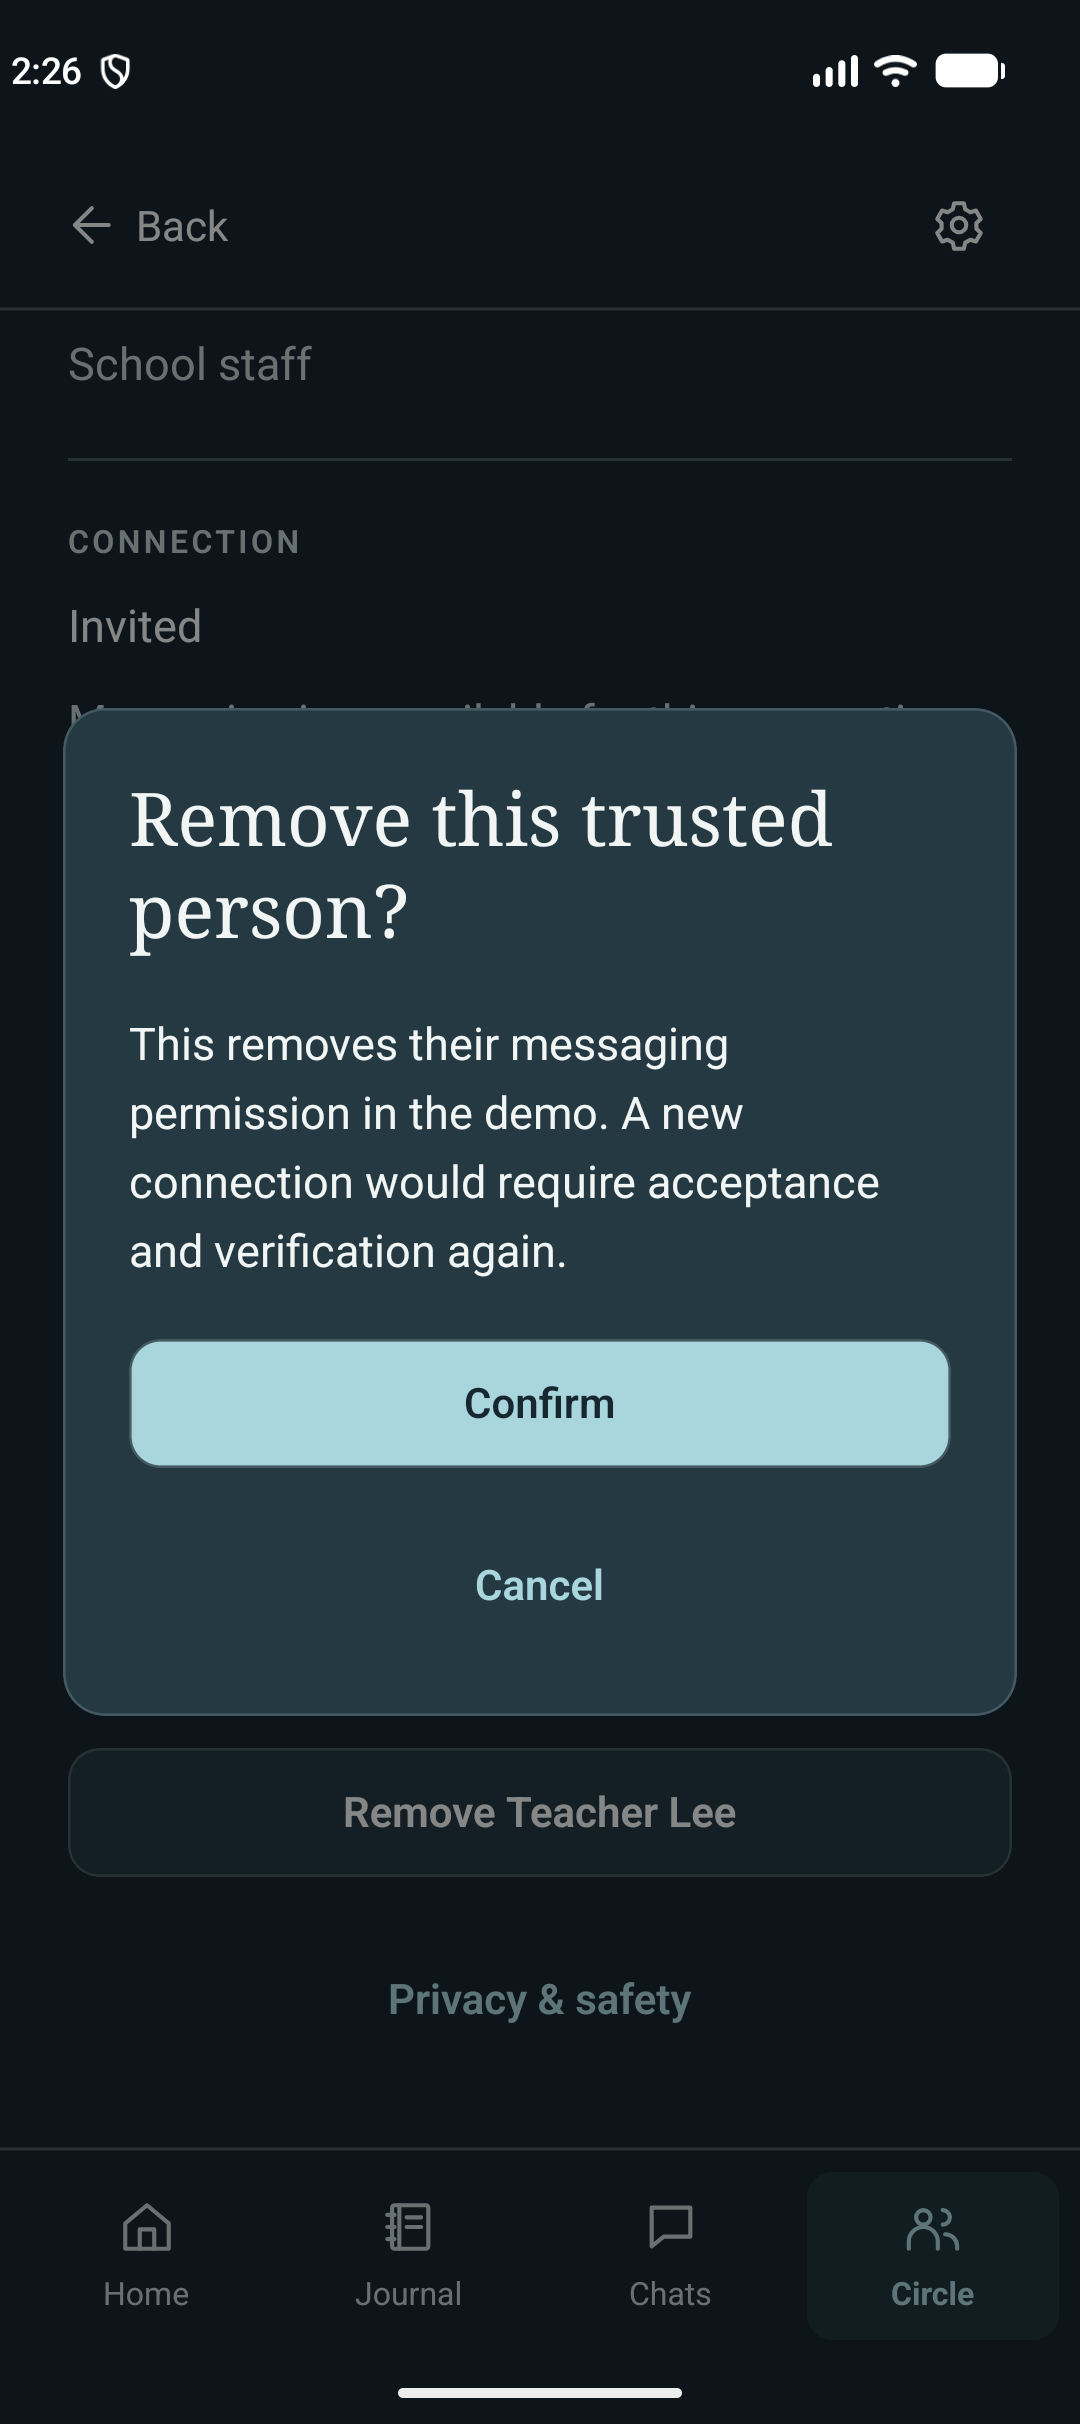 2:26
Back
School staff
CONNECTION
Invited
Remove this trusted
person?
This removes their messaging
permission in the demo. A new
connection would require acceptance
and verification again.
Confirm
Cancel
Remove Teacher Lee
Privacy & safety
Home
Journal
Chats
Circle